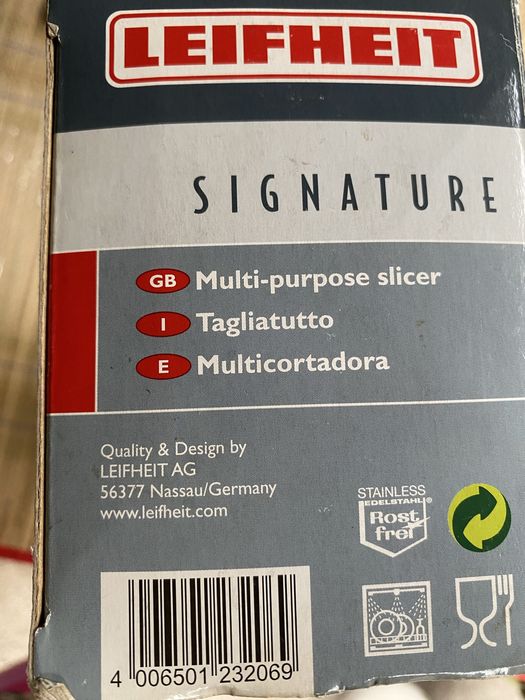 LEIFHEIT
SIGNATURE
GB Multi-purpose slicer
I Tagliatutto
E Multicortadora
Quality & Design by
LEIFHEIT AG
56377 Nassau/Germany
www.leifheit.com
STAINLESS
EDELSTAHL
Rost
frei
4 006501 232069